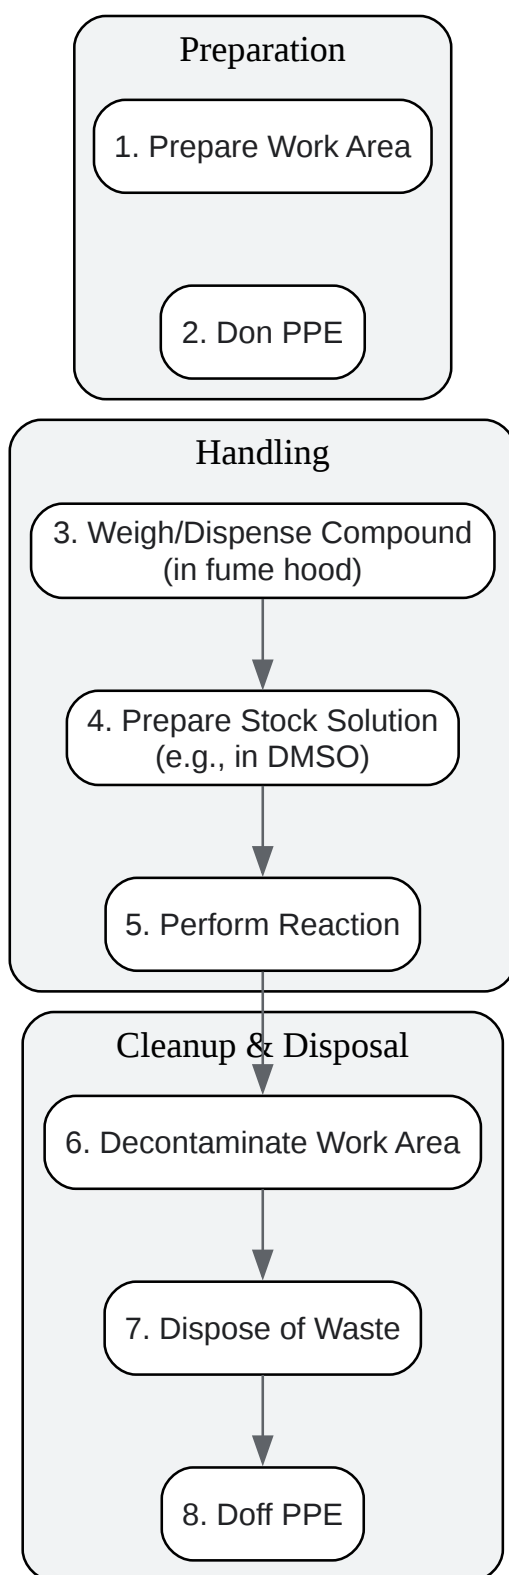 Preparation
1. Prepare Work Area
2. Don PPE
Handling
3. Weigh/Dispense Compound
(in fume hood)
4. Prepare Stock Solution
(e.g., in DMSO)
5. Perform Reaction
Cleanup & Disposal
6. Decontaminate Work Area
7. Dispose of Waste
8. Doff PPE